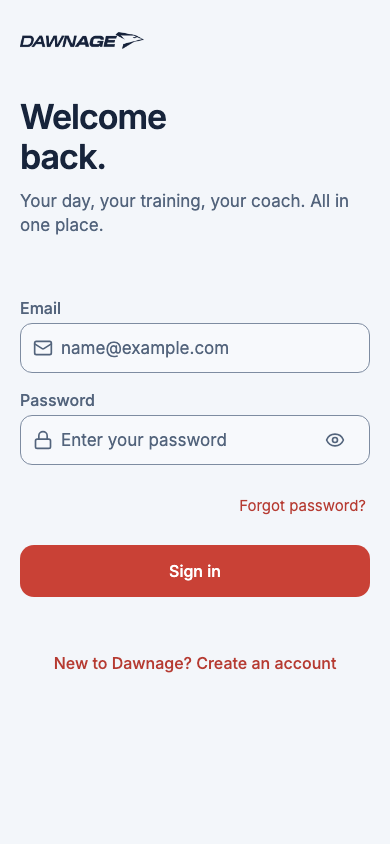 DAWNAGE
Welcome
back.
Your day, your training, your coach. All in
one place.
Email
name@example.com
Password
Enter your password
Forgot password?
Sign in
New to Dawnage? Create an account